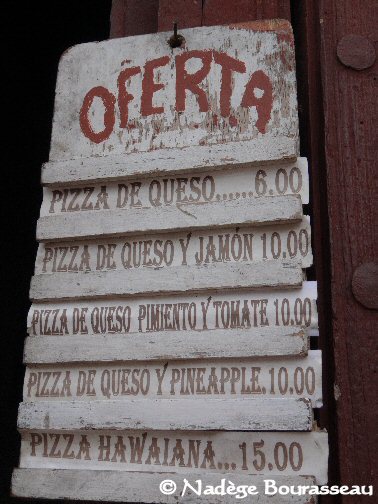 OFERTA
PIZZA DE QUESO......6.00
PIZZA DE QUESO Y JAMÓN 10.00
PIZZA DE QUESO PIMIENTO Y TOMATE 10.00
PIZZA DE QUESO Y PINEAPPLE.10.00
PIZZA HAWAIANA...15.00
© Nadège Bourasseau